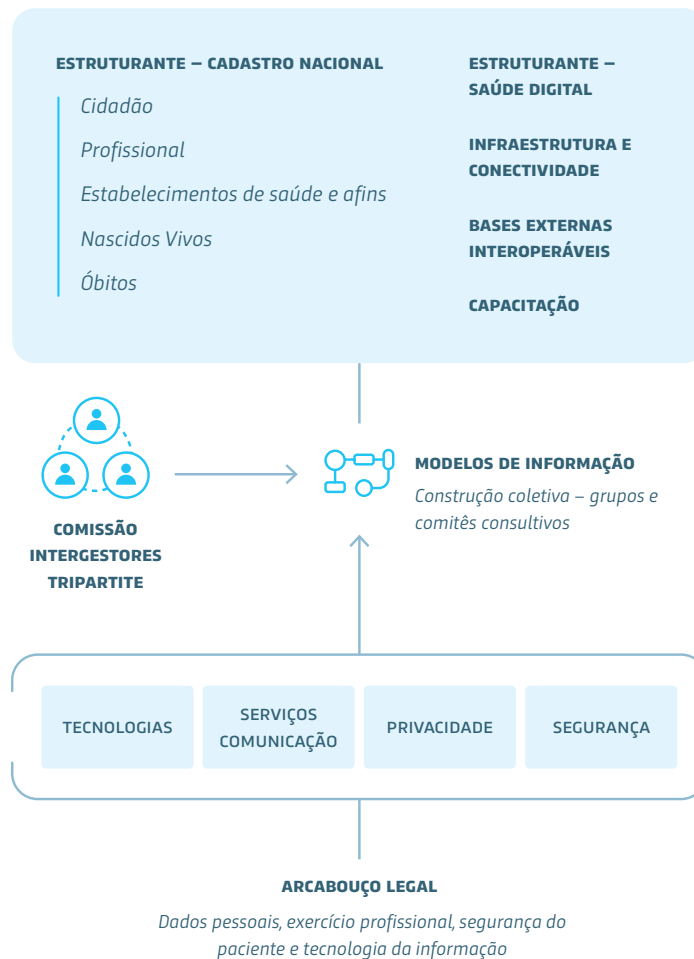 ESTRUTURANTE – CADASTRO NACIONAL
Cidadão
Profissional
Estabelecimentos de saúde e afins
Nascidos Vivos
Óbitos
ESTRUTURANTE –
SAÚDE DIGITAL
INFRAESTRUTURA E
CONECTIVIDADE
BASES EXTERNAS
INTEROPERÁVEIS
CAPACITAÇÃO
COMISSÃO
INTERGESTORES
TRIPARTITE
MODELOS DE INFORMAÇÃO
Construção coletiva – grupos e
comitês consultivos
TECNOLOGIAS
SERVIÇOS
COMUNICAÇÃO
PRIVACIDADE
SEGURANÇA
ARCABOUÇO LEGAL
Dados pessoais, exercício profissional, segurança do
paciente e tecnologia da informação